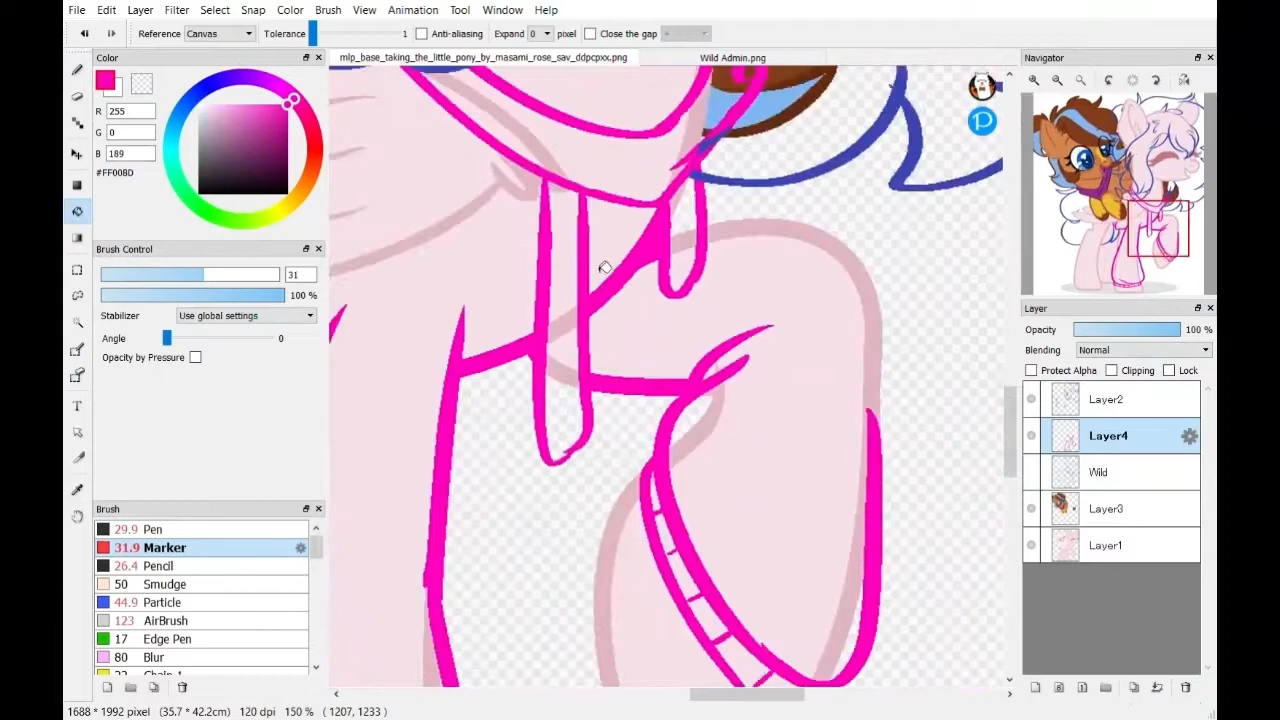 File Edit Layer Filter Select Snap Color Brush View Animation Tool Window Help
Reference Canvas Tolerance 1 Anti-aliasing Expand 0 pixel Close the gap
Color
mlp_base_taking_the_little_pony_by_masami_rose_sav_ddpcpxx.png
Wild Admin.png
Navigator
R 255
G 0
B 189
#FF00BD
Brush Control
31
100 %
Stabilizer Use global settings
Angle 0
Opacity by Pressure
Brush
29.9 Pen
31.9 Marker
26.4 Pencil
50 Smudge
44.9 Particle
123 AirBrush
17 Edge Pen
80 Blur
Layer
Opacity 100 %
Blending Normal
Protect Alpha Clipping Lock
Layer2
Layer4
Wild
Layer3
Layer1
1688 * 1992 pixel (35.7 * 42.2cm) 120 dpi 150 % ( 1207, 1233 )